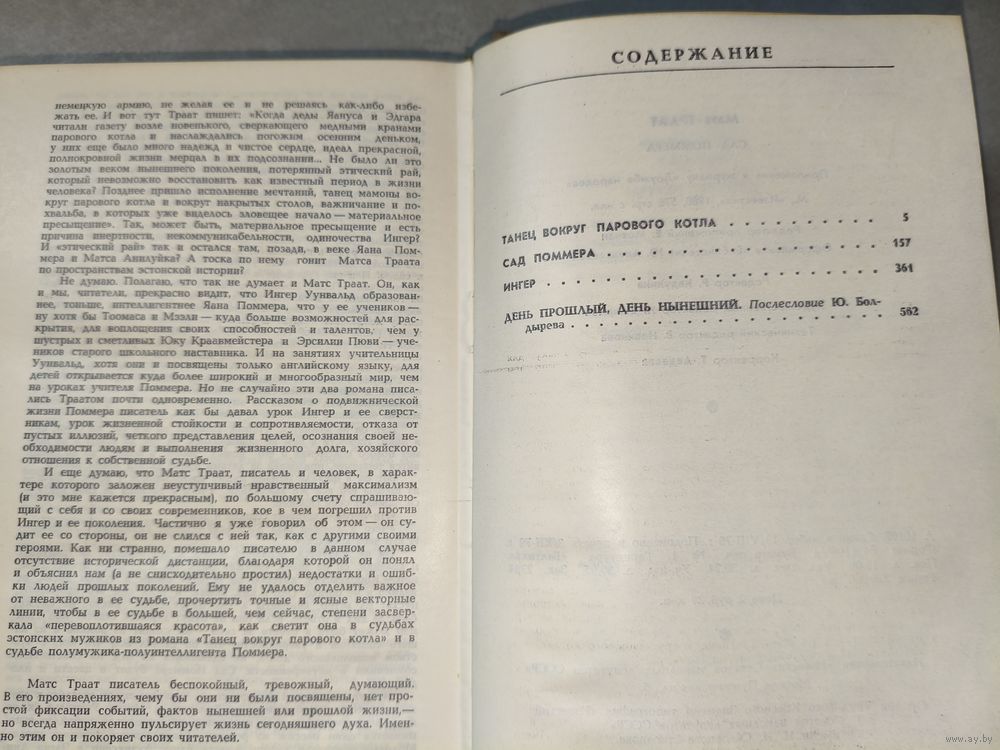 немецкую армию, не желая ее и не решаясь как-либо избе-
жать ее. И вот тут Траат пишет: «Когда деды Яануса и Эдгара
читали газету возле новенького, сверкающего медными кранами
парового котла и наслаждались погожим осенним деньком,
у них еще было много надежд и чистое сердце, идеал прекрасной,
полнокровной жизни мерцал в их подсознании... Не было ли это
золотым веком нынешнего поколения, потерянный этический рай,
который невозможно восстановить как известный период в жизни
человека? Позднее пришло исполнение мечтаний, танец мамоны во-
круг парового котла и вокруг накрытых столов, важничание и по-
хвальба, в которых уже виделось зловещее начало — материальное
пресыщение». Так, может быть, материальное пресыщение и есть
причина инертности, некоммуникабельности, одиночества Ингер?
И «этический рай» так и остался там, позади, в веке Яана Пом-
мера и Матса Анилуйка? А тоска по нему гонит Матса Траата
по пространствам эстонской истории?
Не думаю. Полагаю, что так не думает и Матс Траат. Он, как
и мы, читатели, прекрасно видит, что Ингер Уунвальд образован-
нее, тоньше, интеллигентнее Яана Поммера, что у ее учеников —
ну хотя бы Тоомаса и Мээли — куда больше возможностей для рас-
крытия, для воплощения своих способностей и талантов, чем у
шустрых и сметливых Юку Краавмейстера и Эрсилии Пюви — уче-
ников старого школьного наставника. И на занятиях учительницы
Уунвальд, хотя они и посвящены только английскому языку, для
детей открывается куда более широкий и многообразный мир, чем
на уроках учителя Поммера. Но не случайно эти два романа писа-
лись Траатом почти одновременно. Рассказом о подвижнической
жизни Поммера писатель как бы давал урок Ингер и ее сверст-
никам, урок жизненной стойкости и сопротивляемости, отказа от
пустых иллюзий, четкого представления целей, осознания своей не-
обходимости людям и выполнения жизненного долга, хозяйского
отношения к собственной судьбе.
И еще думаю, что Матс Траат, писатель и человек, в харак-
тере которого заложен неуступчивый нравственный максимализм
(и это мне кажется прекрасным), по большому счету спрашиваю-
щий с себя и со своих современников, кое в чем погрешил против
Ингер и ее поколения. Частично я уже говорил об этом — он су-
дит ее со стороны, он не слился с ней так, как с другими своими
героями. Как ни странно, помешало писателю в данном случае
отсутствие исторической дистанции, благодаря которой он понял
и объяснил нам (а не снисходительно простил) недостатки и ошиб-
ки людей прошлых поколений. Ему не удалось отделить важное
от неважного в ее судьбе, прочертить точные и ясные векторные
линии, чтобы в ее судьбе в большей, чем сейчас, степени засвер-
кала «перевоплотившаяся красота», как светит она в судьбах
эстонских мужиков из романа «Танец вокруг парового котла» и в
судьбе полумужика-полуинтеллигента Поммера.
Матс Траат писатель беспокойный, тревожный, думающий.
В его произведениях, чему бы они ни были посвящены, нет про-
стой фиксации событий, фактов нынешней или прошлой жизни,—
но всегда напряженно пульсирует жизнь сегодняшнего духа. Имен-
но этим он и покоряет своих читателей.
СОДЕРЖАНИЕ
ТАНЕЦ ВОКРУГ ПАРОВОГО КОТЛА . . . . . . . . . . 5
САД ПОММЕРА . . . . . . . . . . . . . . . . . 157
ИНГЕР . . . . . . . . . . . . . . . . . . . . 361
ДЕНЬ ПРОШЛЫЙ, ДЕНЬ НЫНЕШНИЙ. Послесловие Ю. Бол-
дырева . . . . . . . . . . . . . . . . . . . 562
www.ay.by